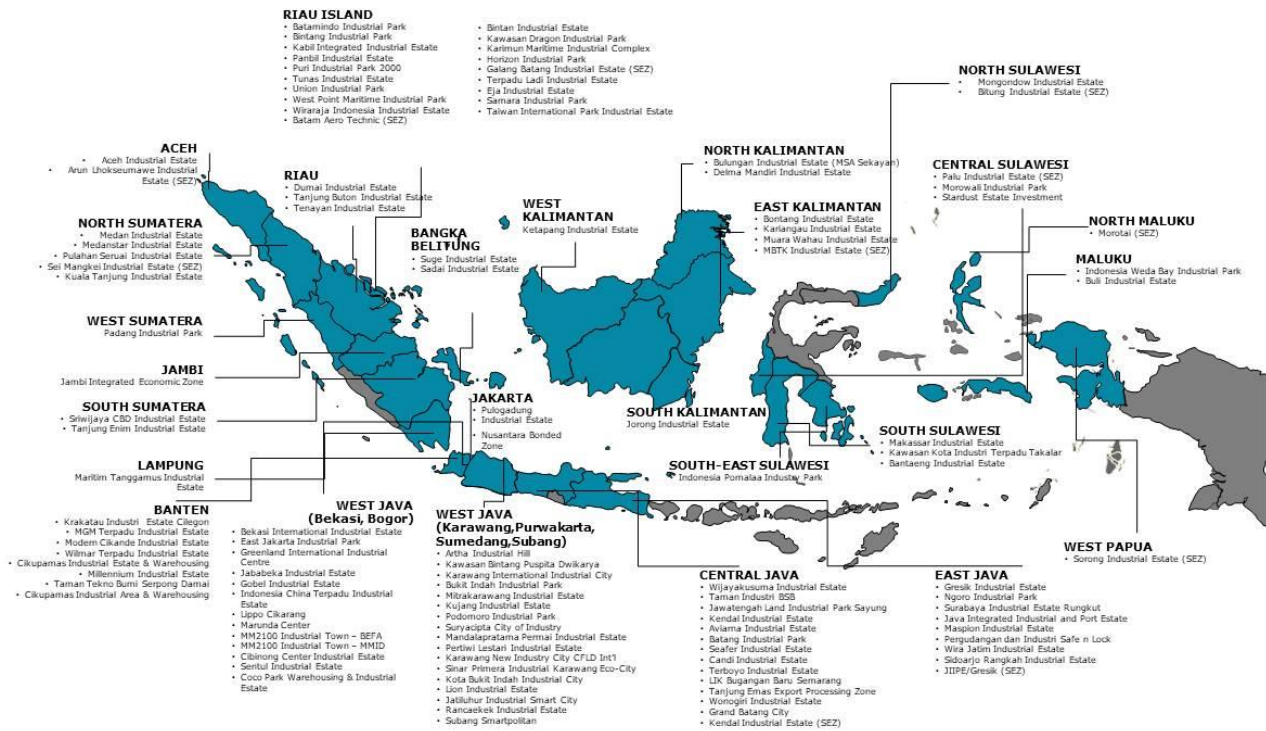 RIAU ISLAND
• Batamindo Industrial Park
• Bintang Industrial Park
• Kabil Integrated Industrial Estate
• Panbil Industrial Estate
• Puri Industrial Park 2000
• Tunas Industrial Estate
• Union Industrial Park
• West Point Maritime Industrial Park
• Wiraraja Indonesia Industrial Estate
• Batam Aero Technic (SEZ)
• Bintan Industrial Estate
• Kawasan Dragon Industrial Park
• Karimun Maritime Industrial Complex
• Horizon Industrial Park
• Galang Batang Industrial Estate (SEZ)
• Terpadu Ladi Industrial Estate
• Eja Industrial Estate
• Samara Industrial Park
• Taiwan International Park Industrial Estate
NORTH SULAWESI
• Mongondow Industrial Estate
• Bitung Industrial Estate (SEZ)
ACEH
• Aceh Industrial Estate
• Arun Lhokseumawe Industrial
Estate (SEZ)
RIAU
• Dumai Industrial Estate
• Tanjung Buton Industrial Estate
• Tenayan Industrial Estate
NORTH KALIMANTAN
• Bulungan Industrial Estate (MSA Sekayan)
• Delma Mandiri Industrial Estate
CENTRAL SULAWESI
• Palu Industrial Estate (SEZ)
• Morowali Industrial Park
• Stardust Estate Investment
WEST
KALIMANTAN
Ketapang Industrial Estate
EAST KALIMANTAN
• Bontang Industrial Estate
• Kariangau Industrial Estate
• Muara Wahau Industrial Estate
• MBTK Industrial Estate (SEZ)
NORTH MALUKU
• Morotai (SEZ)
NORTH SUMATERA
• Medan Industrial Estate
• Medanstar Industrial Estate
• Pulahan Seruai Industrial Estate
• Sei Mangkei Industrial Estate (SEZ)
• Kuala Tanjung Industrial Estate
BANGKA
BELITUNG
• Suge Industrial Estate
• Sadai Industrial Estate
MALUKU
• Indonesia Weda Bay Industrial Park
• Buli Industrial Estate
WEST SUMATERA
Padang Industrial Park
JAMBI
Jambi Integrated Economic Zone
SOUTH SUMATERA
• Sriwijaya CBD Industrial Estate
• Tanjung Enim Industrial Estate
JAKARTA
• Pulogadung
• Industrial Estate
• Nusantara Bonded
Zone
SOUTH KALIMANTAN
Jorong Industrial Estate
SOUTH SULAWESI
• Makassar Industrial Estate
• Kawasan Kota Industri Terpadu Takalar
• Bantaeng Industrial Estate
LAMPUNG
Maritim Tanggamus Industrial
Estate
SOUTH-EAST SULAWESI
• Indonesia Pomalaa Industry Park
BANTEN
• Krakatau Industri Estate Cilegon
• MGM Terpadu Industrial Estate
• Modern Cikande Industrial Estate
• Wilmar Terpadu Industrial Estate
• Cikupamas Industrial Estate & Warehousing
• Millennium Industrial Estate
• Taman Tekno Bumi Serpong Damai
• Cikupamas Industrial Area & Warehousing
WEST JAVA
(Bekasi, Bogor)
• Bekasi International Industrial Estate
• East Jakarta Industrial Park
• Greenland International Industrial
Centre
• Jababeka Industrial Estate
• Gobel Industrial Estate
• Indonesia China Terpadu Industrial
Estate
• Lippo Cikarang
• Marunda Center
• MM2100 Industrial Town – BEFA
• MM2100 Industrial Town – MMID
• Cibinong Center Industrial Estate
• Sentul Industrial Estate
• Coco Park Warehousing & Industrial
Estate
WEST JAVA
(Karawang,Purwakarta,
Sumedang,Subang)
• Artha Industrial Hill
• Kawasan Bintang Puspita Dwikarya
• Karawang International Industrial City
• Bukit Indah Industrial Park
• Mitrakarawang Industrial Estate
• Kujang Industrial Estate
• Podomoro Industrial Park
• Suryacipta City of Industry
• Mandalapratama Permai Industrial Estate
• Pertiwi Lestari Industrial Estate
• Karawang New Industry City CFLD Int'l
• Sinar Primera Industrial Karawang Eco-City
• Kota Bukit Indah Industrial City
• Lion Industrial Estate
• Jatiluhur Industrial Smart City
• Rancaekek Industrial Estate
• Subang Smartpolitan
CENTRAL JAVA
• Wijayakusuma Industrial Estate
• Taman Industri BSB
• Jawatengah Land Industrial Park Sayung
• Kendal Industrial Estate
• Aviarna Industrial Estate
• Batang Industrial Park
• Seafer Industrial Estate
• Candi Industrial Estate
• Terboyo Industrial Estate
• LIK Bugangan Baru Semarang
• Tanjung Emas Export Processing Zone
• Wonogiri Industrial Estate
• Grand Batang City
• Kendal Industrial Estate (SEZ)
EAST JAVA
• Gresik Industrial Estate
• Ngoro Industrial Park
• Surabaya Industrial Estate Rungkut
• Java Integrated Industrial and Port Estate
• Maspion Industrial Estate
• Pergudangan dan Industri Safe n Lock
• Wira Jatim Industrial Estate
• Sidoarjo Rangkah Industrial Estate
• JIIPE/Gresik (SEZ)
WEST PAPUA
• Sorong Industrial Estate (SEZ)